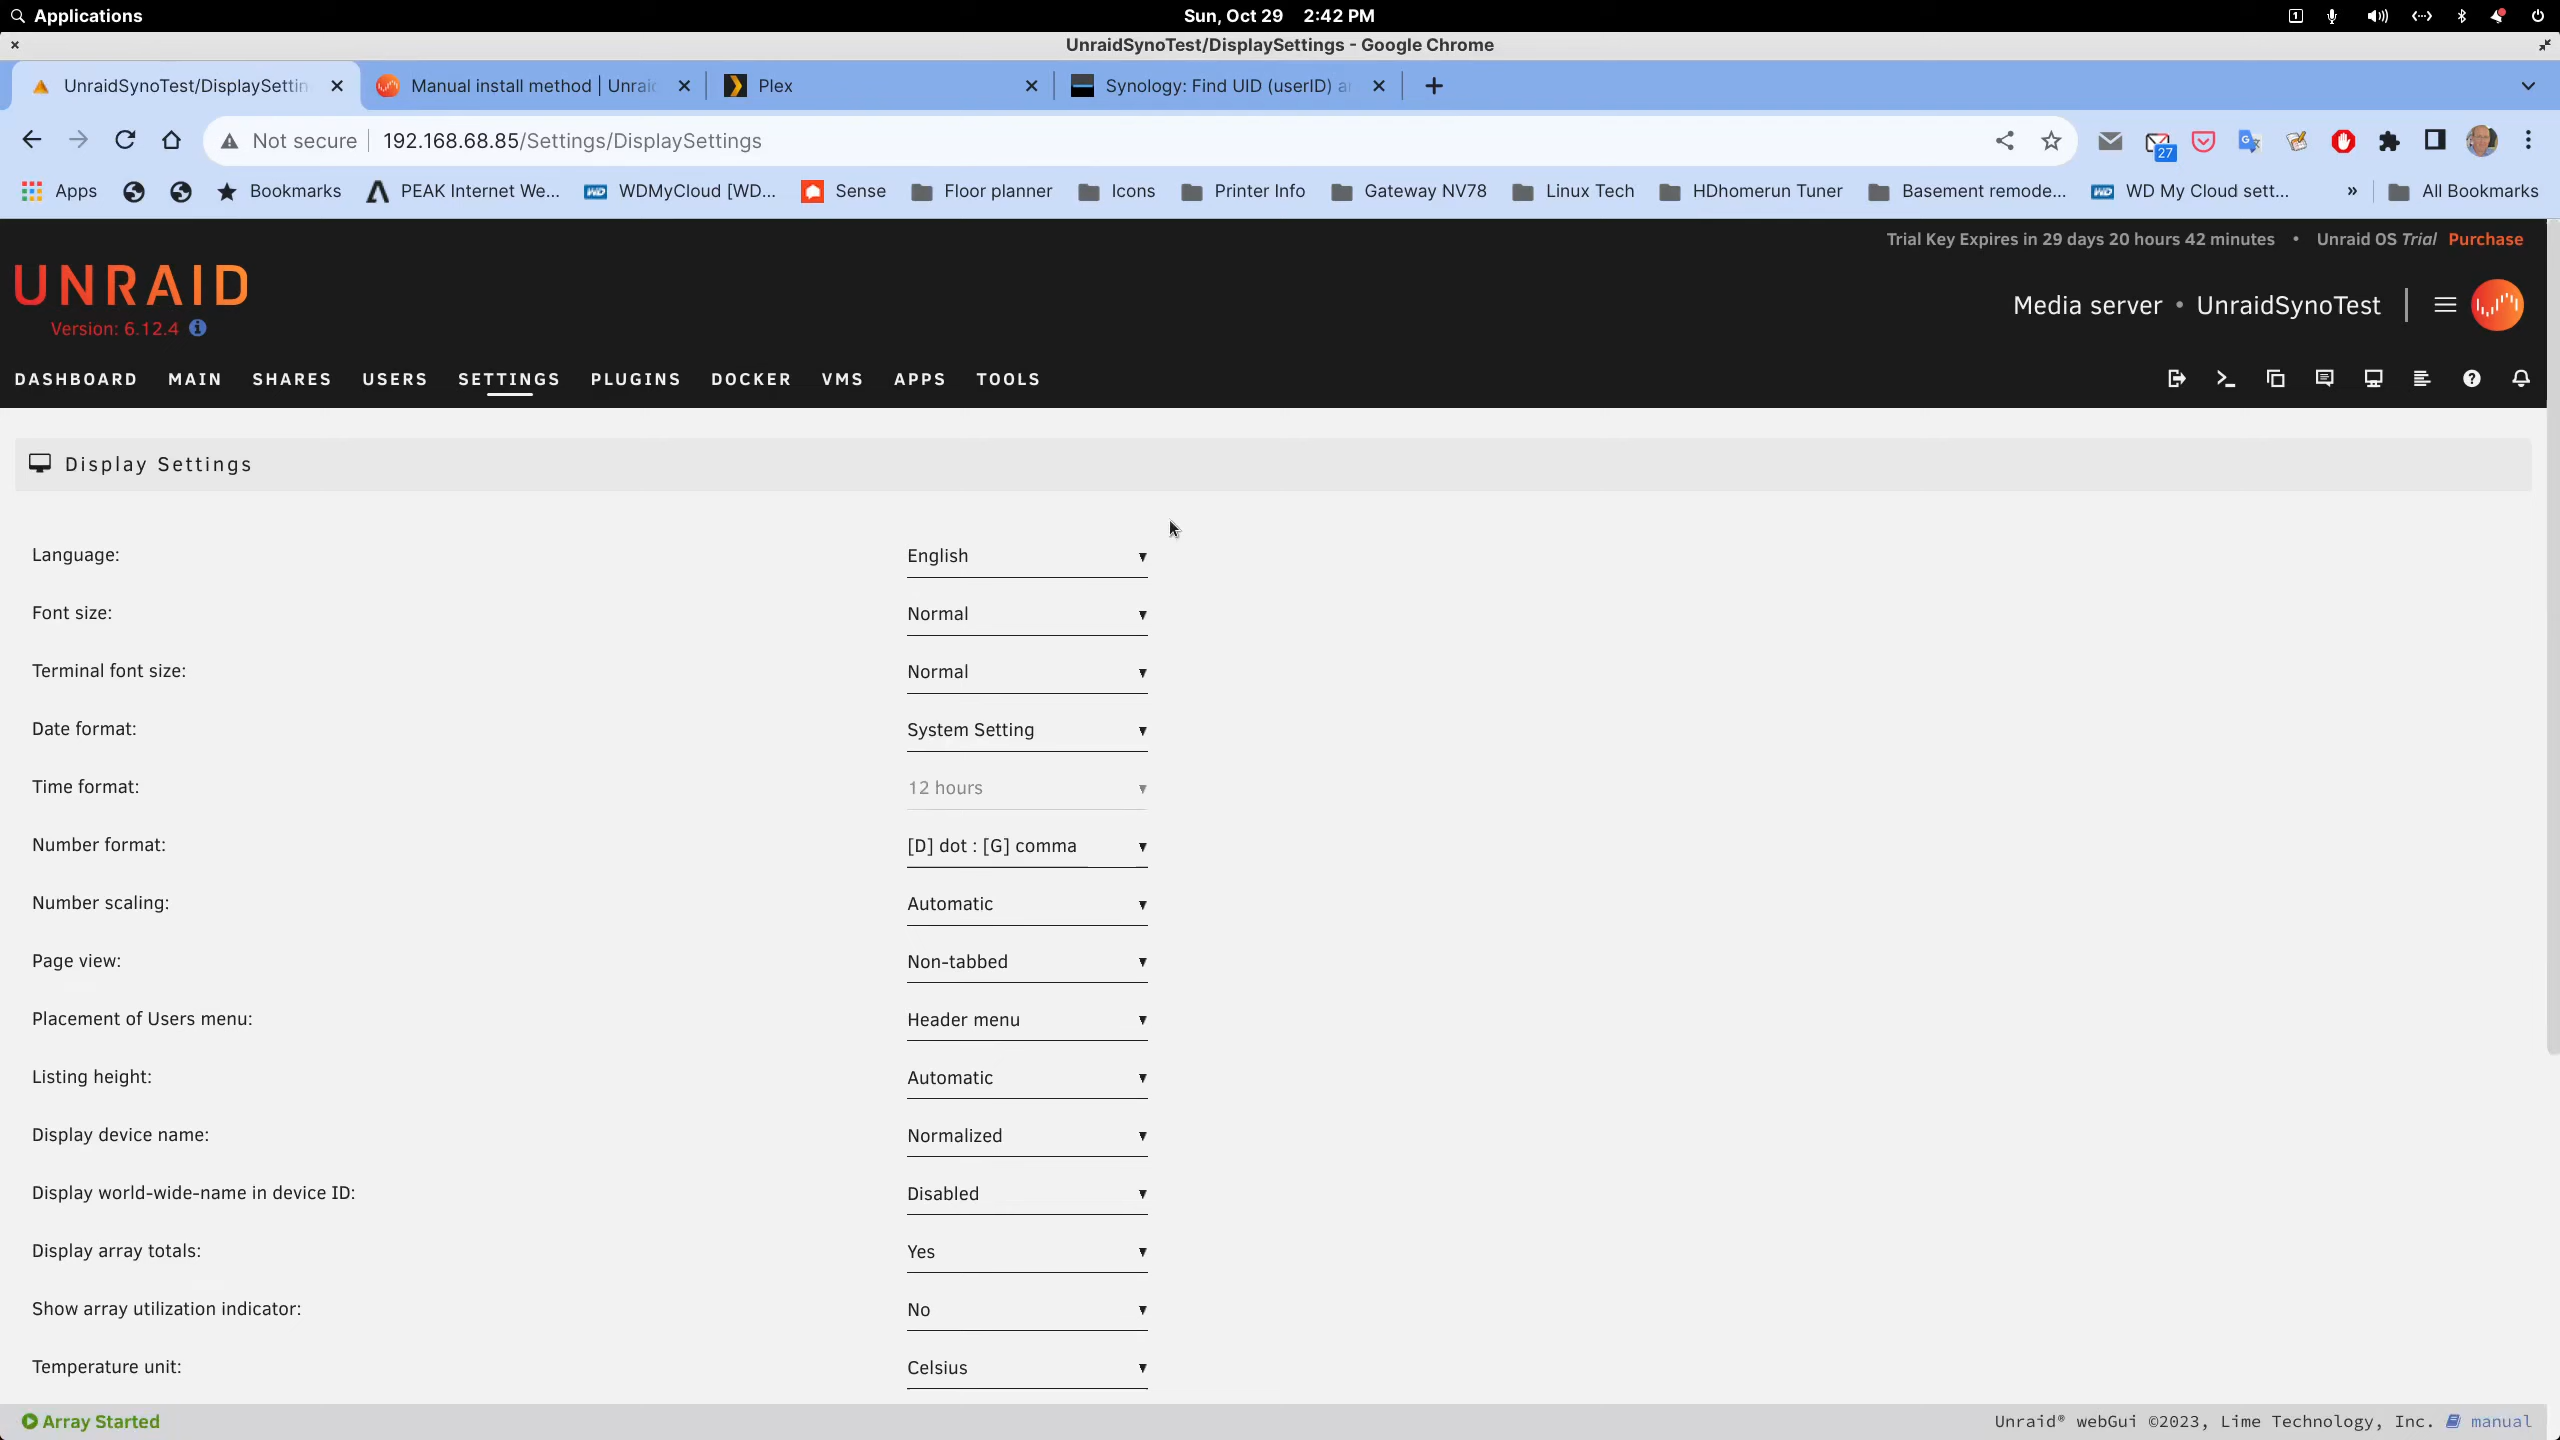 Applications
Sun, Oct 29 2:42 PM
UnraidSynoTest/DisplaySettings - Google Chrome
UnraidSynoTest/DisplaySettin
Manual install method | Unrai
Plex
Synology: Find UID (userID) a
Not secure 192.168.68.85/Settings/DisplaySettings
27
Apps
Bookmarks
PEAK Internet We...
WDMyCloud [WD...
Sense
Floor planner
Icons
Printer Info
Gateway NV78
Linux Tech
HDhomerun Tuner
Basement remode...
WD My Cloud sett...
»
All Bookmarks
Trial Key Expires in 29 days 20 hours 42 minutes • Unraid OS Trial Purchase
UNRAID
Version: 6.12.4
Media server • UnraidSynoTest
DASHBOARD MAIN SHARES USERS SETTINGS PLUGINS DOCKER VMS APPS TOOLS
Display Settings
Language: English
Font size: Normal
Terminal font size: Normal
Date format: System Setting
Time format: 12 hours
Number format: [D] dot : [G] comma
Number scaling: Automatic
Page view: Non-tabbed
Placement of Users menu: Header menu
Listing height: Automatic
Display device name: Normalized
Display world-wide-name in device ID: Disabled
Display array totals: Yes
Show array utilization indicator: No
Temperature unit: Celsius
Array Started
Unraid® webGui ©2023, Lime Technology, Inc. manual